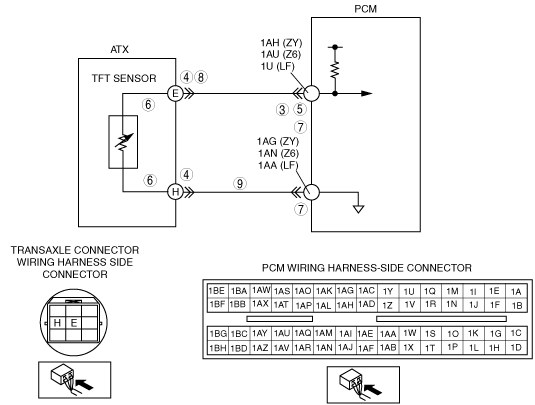 PCM
ATX
1AH (ZY)
1AU (Z6)
1U (LF)
TFT SENSOR
4 8
E
6
3 5
7
1AG (ZY)
1AN (Z6)
1AA (LF)
6
4
H
9
7
TRANSAXLE CONNECTOR
WIRING HARNESS SIDE
CONNECTOR
PCM WIRING HARNESS-SIDE CONNECTOR
1BE 1BA 1AW 1AS 1AO 1AK 1AG 1AC 1Y 1U 1Q 1M 1I 1E 1A
1BF 1BB 1AX 1AT 1AP 1AL 1AH 1AD 1Z 1V 1R 1N 1J 1F 1B
H E
1BG 1BC 1AY 1AU 1AQ 1AM 1AI 1AE 1AA 1W 1S 1O 1K 1G 1C
1BH 1BD 1AZ 1AV 1AR 1AN 1AJ 1AF 1AB 1X 1T 1P 1L 1H 1D